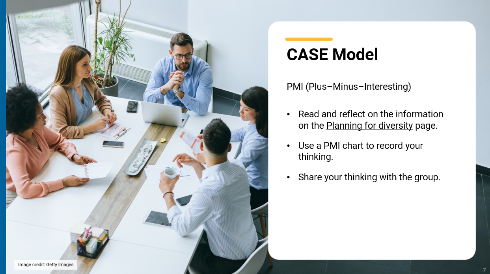 CASE Model
PMI (Plus–Minus–Interesting)
• Read and reflect on the information
on the Planning for diversity page.
• Use a PMI chart to record your
thinking.
• Share your thinking with the group.
Image credit: Getty Images
7